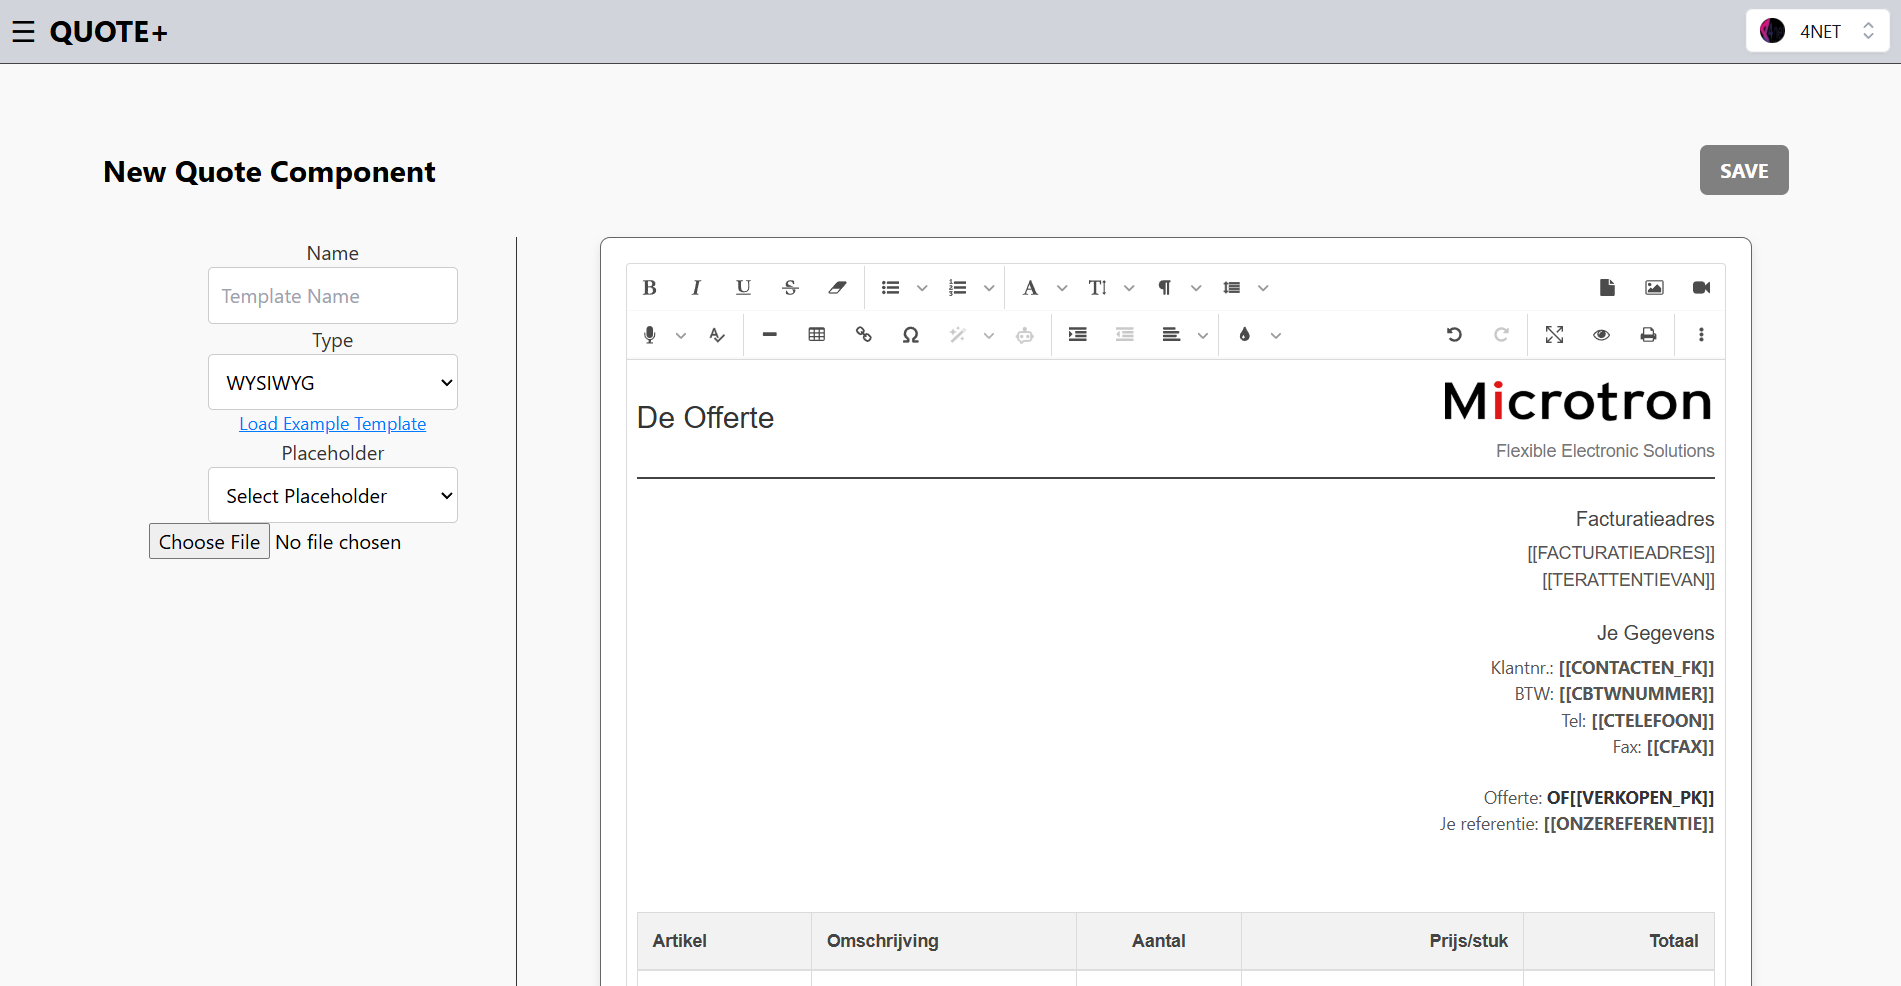 QUOTE+
4NET
New Quote Component
SAVE
Name
Template Name
Type
WYSIWYG
Load Example Template
Placeholder
Select Placeholder
Choose File No file chosen
De Offerte
Microtron
Flexible Electronic Solutions
Facturatieadres
[[FACTURATIEADRES]]
[[TERATTENTIEVAN]]
Je Gegevens
Klantnr.: [[CONTACTEN_FK]]
BTW: [[CBTWNUMMER]]
Tel: [[CTELEFOON]]
Fax: [[CFAX]]
Offerte: OF[[VERKOPEN_PK]]
Je referentie: [[ONZEREFERENTIE]]
Artikel Omschrijving Aantal Prijs/stuk Totaal